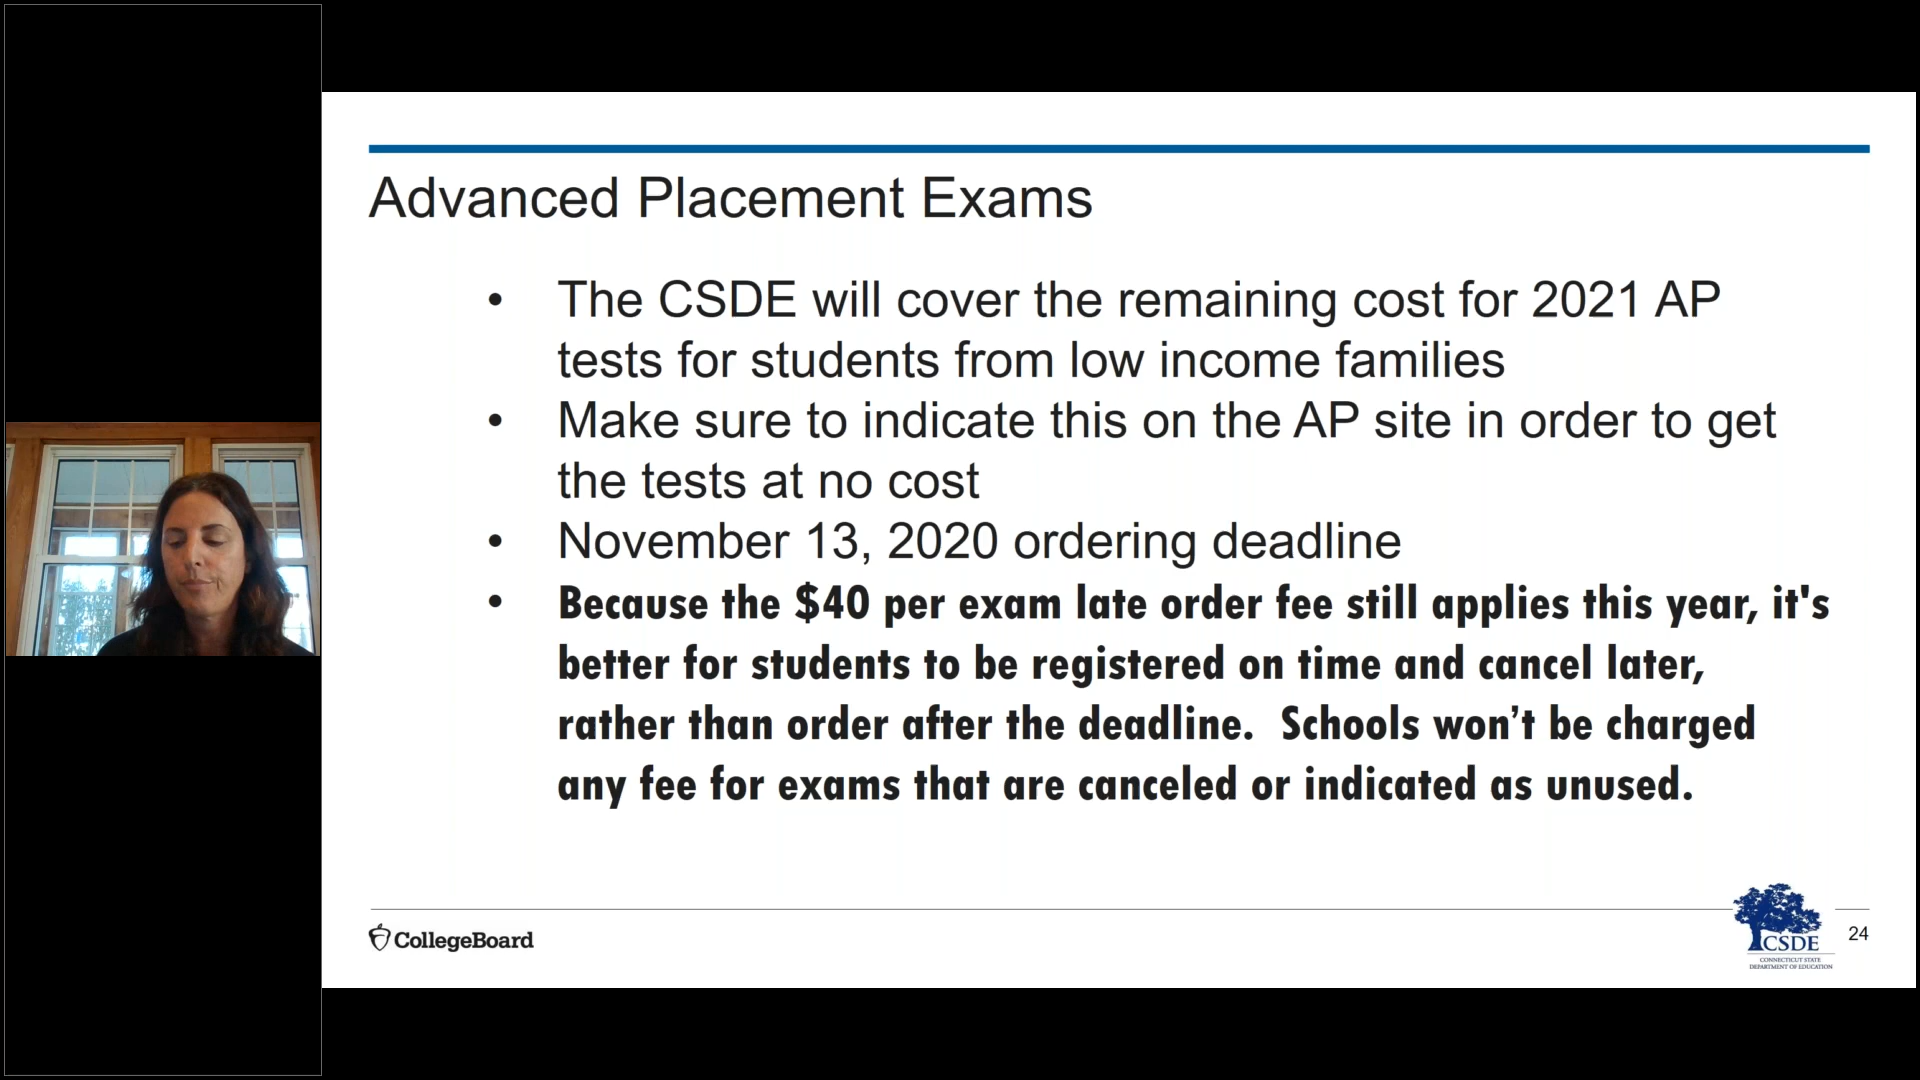 Advanced Placement Exams
• The CSDE will cover the remaining cost for 2021 AP
tests for students from low income families
• Make sure to indicate this on the AP site in order to get
the tests at no cost
• November 13, 2020 ordering deadline
• Because the $40 per exam late order fee still applies this year, it's
better for students to be registered on time and cancel later,
rather than order after the deadline.  Schools won’t be charged
any fee for exams that are canceled or indicated as unused.
CollegeBoard
CSDE
CONNECTICUT STATE
DEPARTMENT OF EDUCATION
24